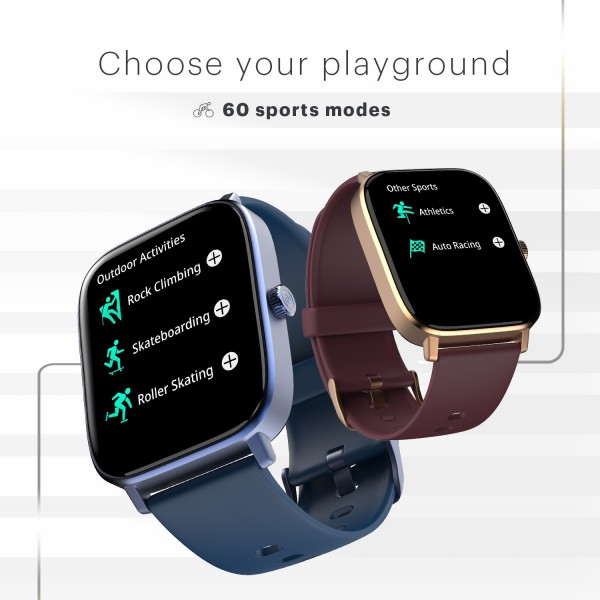 Choose your playground
60 sports modes
Outdoor Activities
Rock Climbing
Skateboarding
Roller Skating
Other Sports
Athletics
Auto Racing